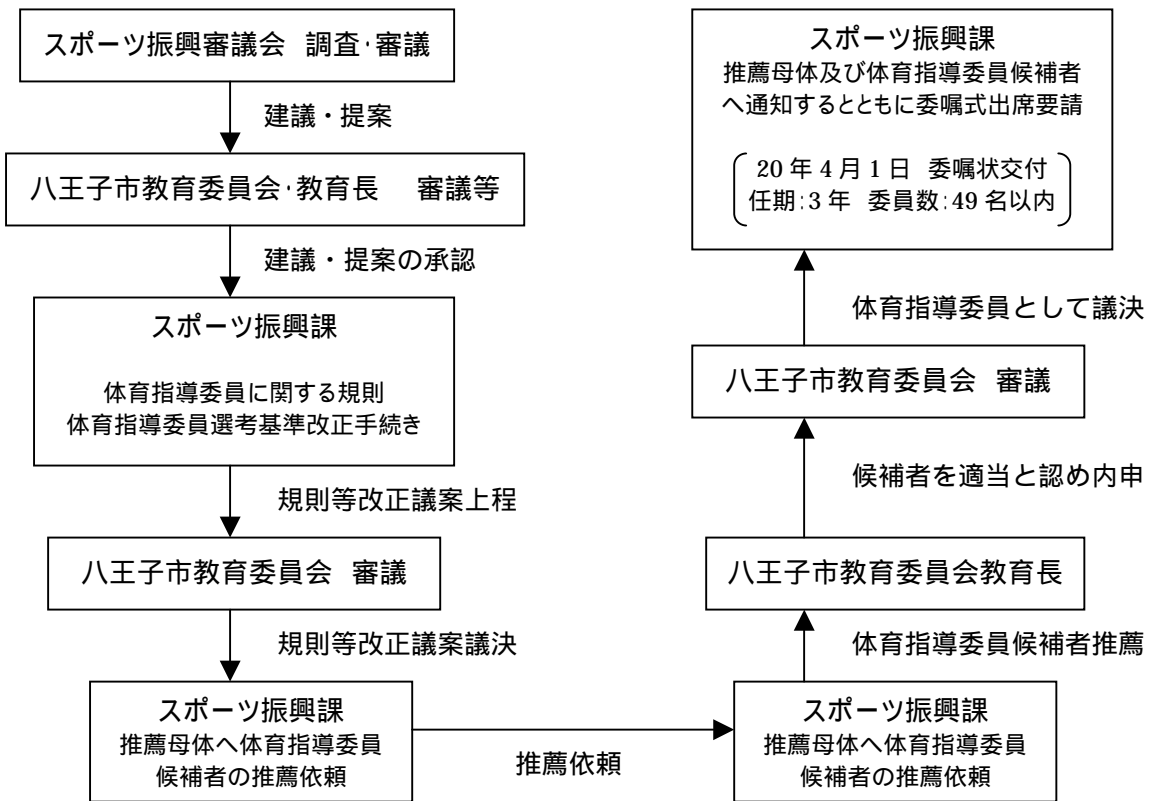 スポーツ振興審議会 調査･審議
建議・提案
八王子市教育委員会･教育長 審議等
建議・提案の承認
スポーツ振興課
体育指導委員に関する規則
体育指導委員選考基準改正手続き
規則等改正議案上程
八王子市教育委員会 審議
規則等改正議案議決
スポーツ振興課
推薦母体へ体育指導委員
候補者の推薦依頼
推薦依頼
スポーツ振興課
推薦母体へ体育指導委員
候補者の推薦依頼
体育指導委員候補者推薦
八王子市教育委員会教育長
候補者を適当と認め内申
八王子市教育委員会 審議
体育指導委員として議決
スポーツ振興課
推薦母体及び体育指導委員候補者
へ通知するとともに委嘱式出席要請
20 年 4 月 1 日 委嘱状交付
任期:3 年 委員数:49 名以内